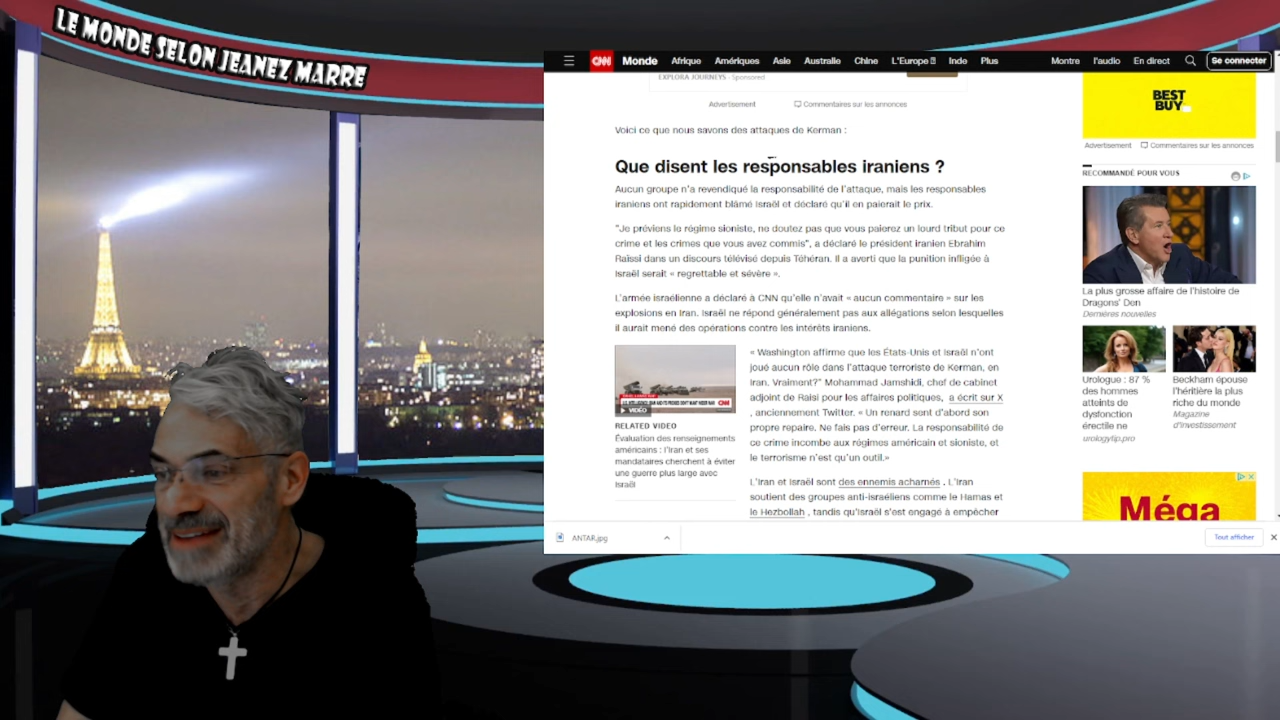 LE MONDE SELON JEANEZ MARRE
CNN Monde Afrique Amériques Asie Australie Chine L'Europe Inde Plus Montre l'audio En direct Se connecter
EXPLORA JOURNEYS - Sponsored
Advertisement Commentaires sur les annonces
Voici ce que nous savons des attaques de Kerman :
Que disent les responsables iraniens ?
Aucun groupe n'a revendiqué la responsabilité de l'attaque, mais les responsables
iraniens ont rapidement blâmé Israël et déclaré qu'il en paierait le prix.
"Je préviens le régime sioniste, ne doutez pas que vous paierez un lourd tribut pour ce
crime et les crimes que vous avez commis", a déclaré le président iranien Ebrahim
Raïssi dans un discours télévisé depuis Téhéran. Il a averti que la punition infligée à
Israël serait « regrettable et sévère ».
L'armée israélienne a déclaré à CNN qu'elle n'avait « aucun commentaire » sur les
explosions en Iran. Israël ne répond généralement pas aux allégations selon lesquelles
il aurait mené des opérations contre les intérêts iraniens.
CNN
VIDÉO
RELATED VIDEO
Évaluation des renseignements
américains : l'Iran et ses
mandataires cherchent à éviter
une guerre plus large avec
Israël
« Washington affirme que les États-Unis et Israël n'ont
joué aucun rôle dans l'attaque terroriste de Kerman, en
Iran. Vraiment?" Mohammad Jamshidi, chef de cabinet
adjoint de Raisi pour les affaires politiques, a écrit sur X
, anciennement Twitter. « Un renard sent d'abord son
propre repaire. Ne fais pas d'erreur. La responsabilité de
ce crime incombe aux régimes américain et sioniste, et
le terrorisme n'est qu'un outil.»
L'Iran et Israël sont des ennemis acharnés . L'Iran
soutient des groupes anti-israéliens comme le Hamas et
le Hezbollah , tandis qu'Israël s'est engagé à empêcher
BEST
BUY
Advertisement Commentaires sur les annonces
RECOMMANDÉ POUR VOUS
La plus grosse affaire de l'histoire de
Dragons' Den
Dernières nouvelles
Urologue : 87 %
des hommes
atteints de
dysfonction
érectile ne
urologytip.pro
Beckham épouse
l'héritière la plus
riche du monde
Magazine
d'investissement
Méga
ANTAR.jpg
Tout afficher